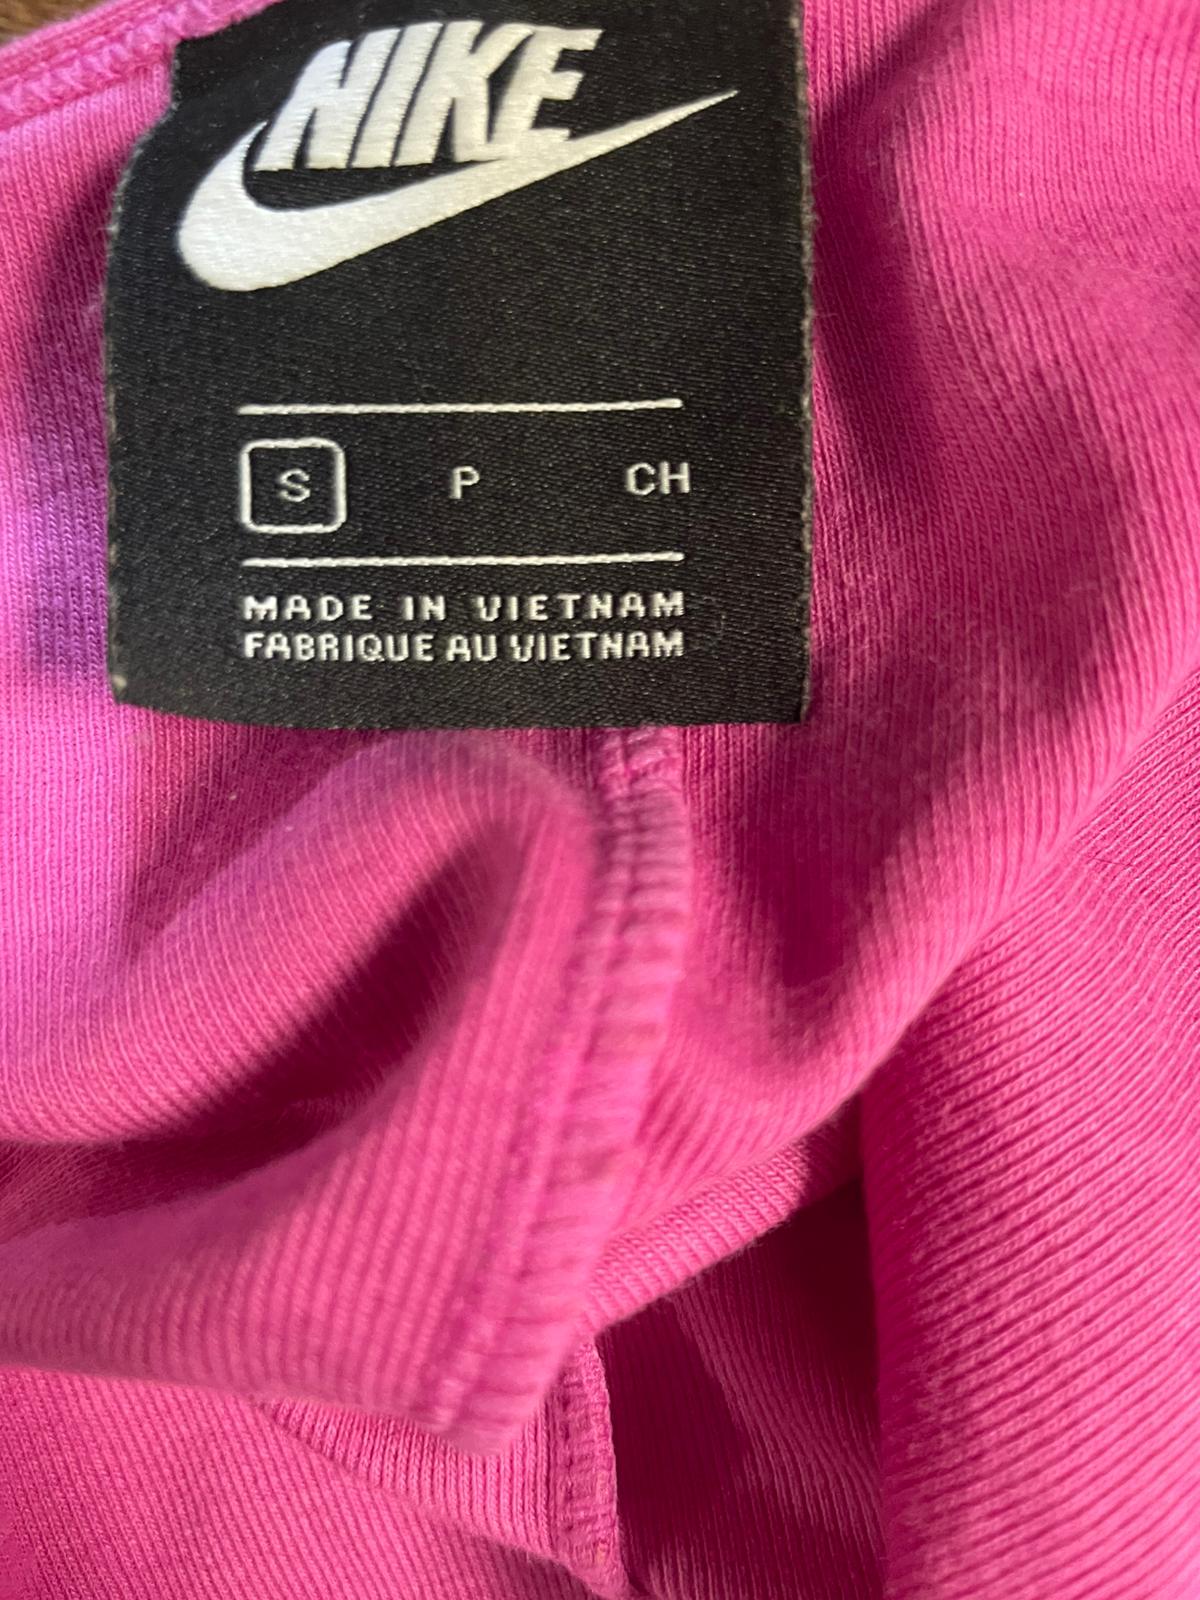 NIKE
S P CH
MADE IN VIETNAM
FABRIQUE AU VIETNAM